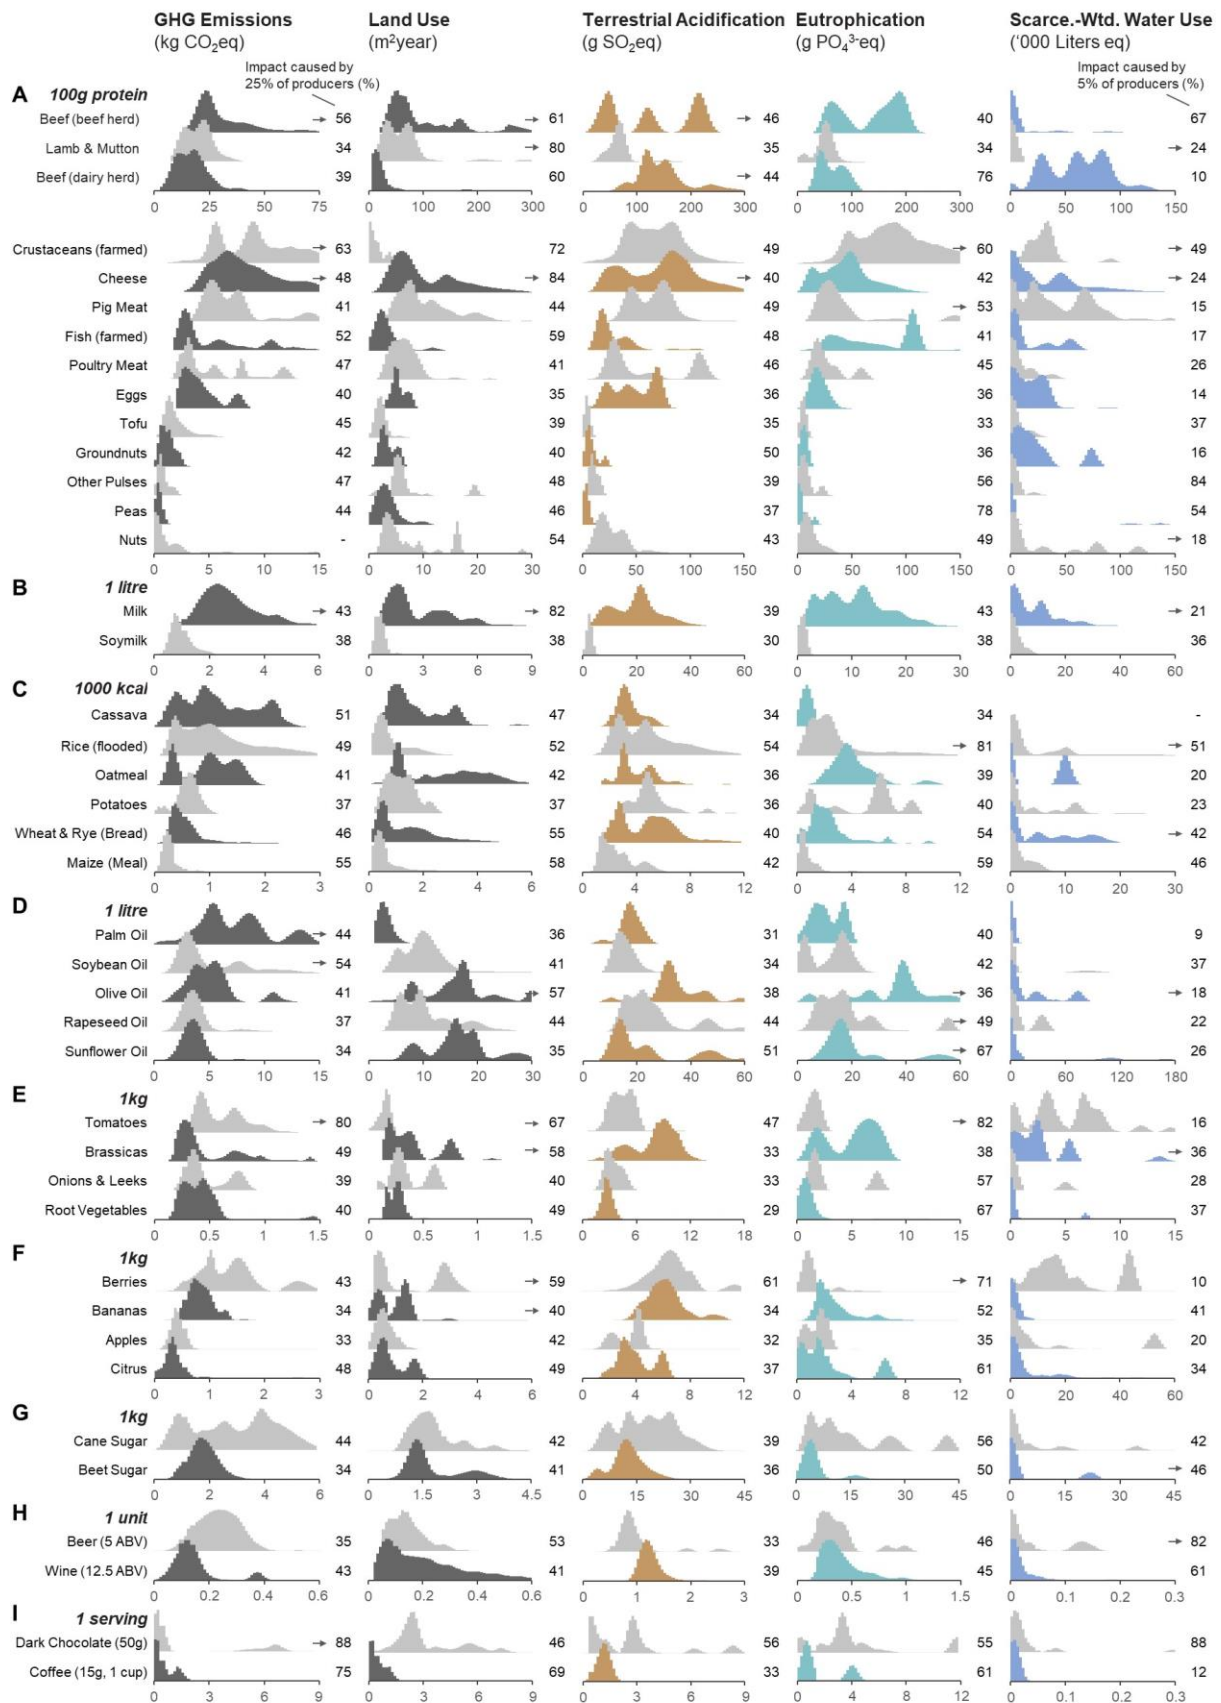 GHG Emissions Land Use Terrestrial Acidification Eutrophication Scarce.-Wtd. Water Use
(kg CO₂eq) (m²year) (g SO₂eq) (g PO₄³⁻eq) (‘000 Liters eq)
Impact caused by 25% of producers (%) Impact caused by 5% of producers (%)
A 100g protein
Beef (beef herd) → 56 → 61 → 46 40 67
Lamb & Mutton 34 → 80 35 34 → 24
Beef (dairy herd) 39 60 → 44 76 10
0 25 50 75 0 100 200 300 0 100 200 300 0 100 200 300 0 50 100 150
Crustaceans (farmed) → 63 72 49 → 60 → 49
Cheese → 48 → 84 → 40 42 → 24
Pig Meat 41 44 49 → 53 15
Fish (farmed) 52 59 48 41 17
Poultry Meat 47 41 46 45 26
Eggs 40 35 36 36 14
Tofu 45 39 35 33 37
Groundnuts 42 40 50 36 16
Other Pulses 47 48 39 56 84
Peas 44 46 37 78 54
Nuts - 54 43 49 → 18
0 5 10 15 0 10 20 30 0 50 100 150 0 50 100 150 0 50 100 150
B 1 litre
Milk → 43 → 82 39 43 → 21
Soymilk 38 38 30 38 36
0 2 4 6 0 3 6 9 0 20 40 60 0 10 20 30 0 20 40 60
C 1000 kcal
Cassava 51 47 34 34 -
Rice (flooded) 49 52 54 → 81 → 51
Oatmeal 41 42 36 39 20
Potatoes 37 37 36 40 23
Wheat & Rye (Bread) 46 55 40 54 → 42
Maize (Meal) 55 58 42 59 46
0 1 2 3 0 2 4 6 0 4 8 12 0 4 8 12 0 10 20 30
D 1 litre
Palm Oil → 44 36 31 40 9
Soybean Oil → 54 41 34 42 37
Olive Oil 41 → 57 38 → 36 → 18
Rapeseed Oil 37 44 44 → 49 22
Sunflower Oil 34 35 51 → 67 26
0 5 10 15 0 10 20 30 0 20 40 60 0 20 40 60 0 60 120 180
E 1kg
Tomatoes → 80 → 67 47 → 82 16
Brassicas 49 → 58 33 38 → 36
Onions & Leeks 39 40 33 57 28
Root Vegetables 40 49 29 67 37
0 0.5 1 1.5 0 0.5 1 1.5 0 6 12 18 0 5 10 15 0 5 10 15
F 1kg
Berries 43 → 59 61 → 71 10
Bananas 34 → 40 34 52 41
Apples 33 42 32 35 20
Citrus 48 49 37 61 34
0 1 2 3 0 2 4 6 0 4 8 12 0 4 8 12 0 20 40 60
G 1kg
Cane Sugar 44 42 39 56 42
Beet Sugar 34 41 36 50 → 46
0 2 4 6 0 1.5 3 4.5 0 15 30 45 0 15 30 45 0 15 30 45
H 1 unit
Beer (5 ABV) 35 53 33 46 → 82
Wine (12.5 ABV) 43 41 39 45 61
0 0.2 0.4 0.6 0 0.2 0.4 0.6 0 1 2 3 0 0.5 1 1.5 0 0.1 0.2 0.3
I 1 serving
Dark Chocolate (50g) → 88 46 56 55 88
Coffee (15g, 1 cup) 75 69 33 61 12
0 3 6 9 0 3 6 9 0 3 6 9 0 4 8 12 0 0.1 0.2 0.3